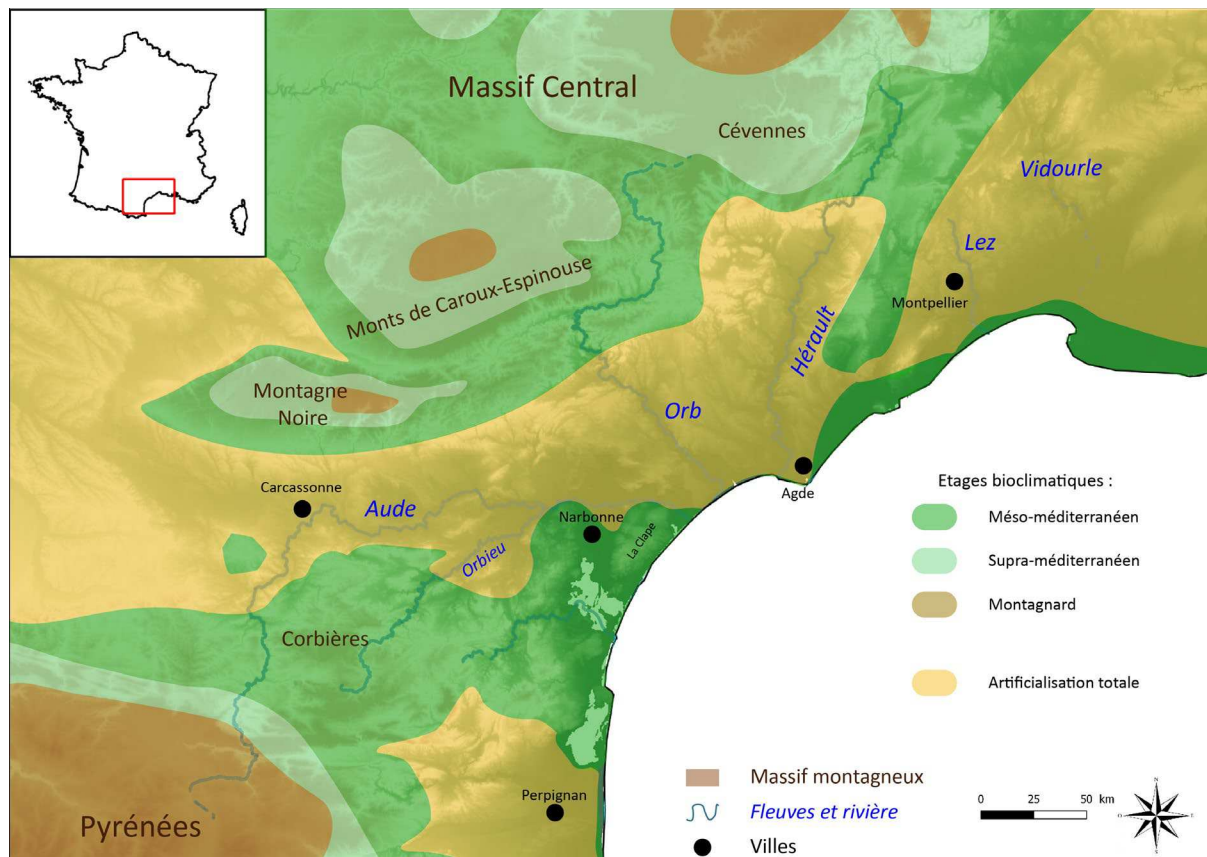 Massif Central
Cévennes
Vidourle
Lez
Montpellier
Monts de Caroux-Espinouse
Hérault
Montagne
Noire
Orb
Agde
Carcassonne
Aude
Narbonne
La Clape
Orbieu
Corbières
Perpignan
Pyrénées
Etages bioclimatiques :
Méso-méditerranéen
Supra-méditerranéen
Montagnard
Artificialisation totale
Massif montagneux
Fleuves et rivière
Villes
0 25 50 km
N
O E
S